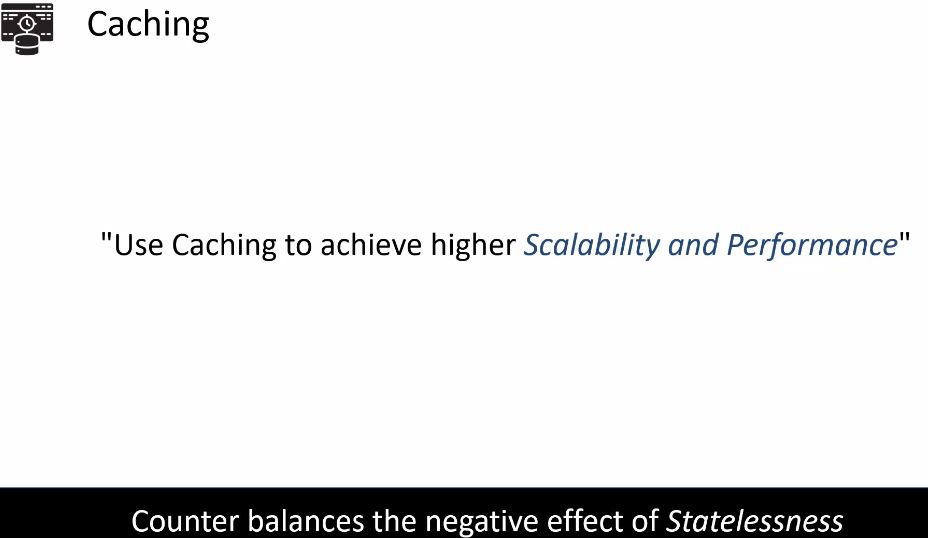 Caching
"Use Caching to achieve higher Scalability and Performance"
Counter balances the negative effect of Statelessness